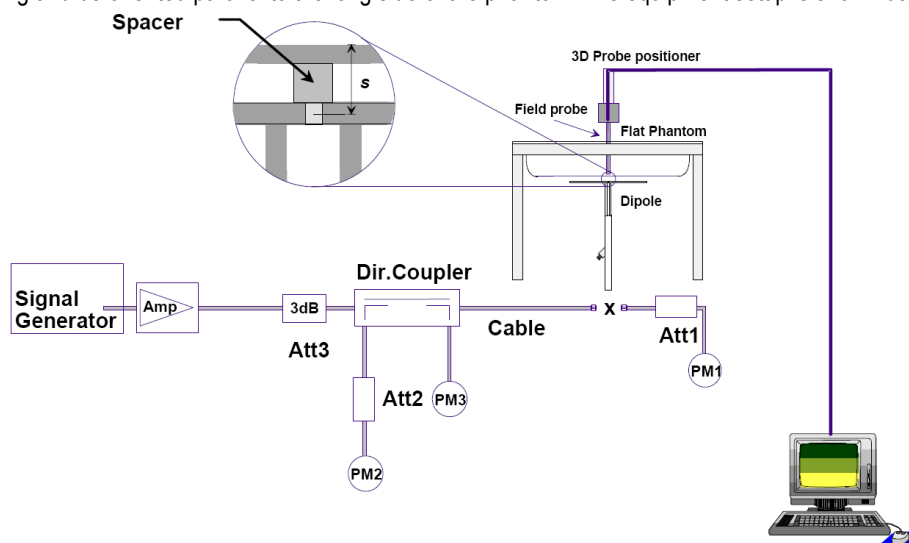 Spacer
s
3D Probe positioner
Field probe
Flat Phantom
Dipole
Signal
Generator
Amp
3dB
Att3
Dir.Coupler
Cable
x
Att1
PM1
Att2
PM3
PM2